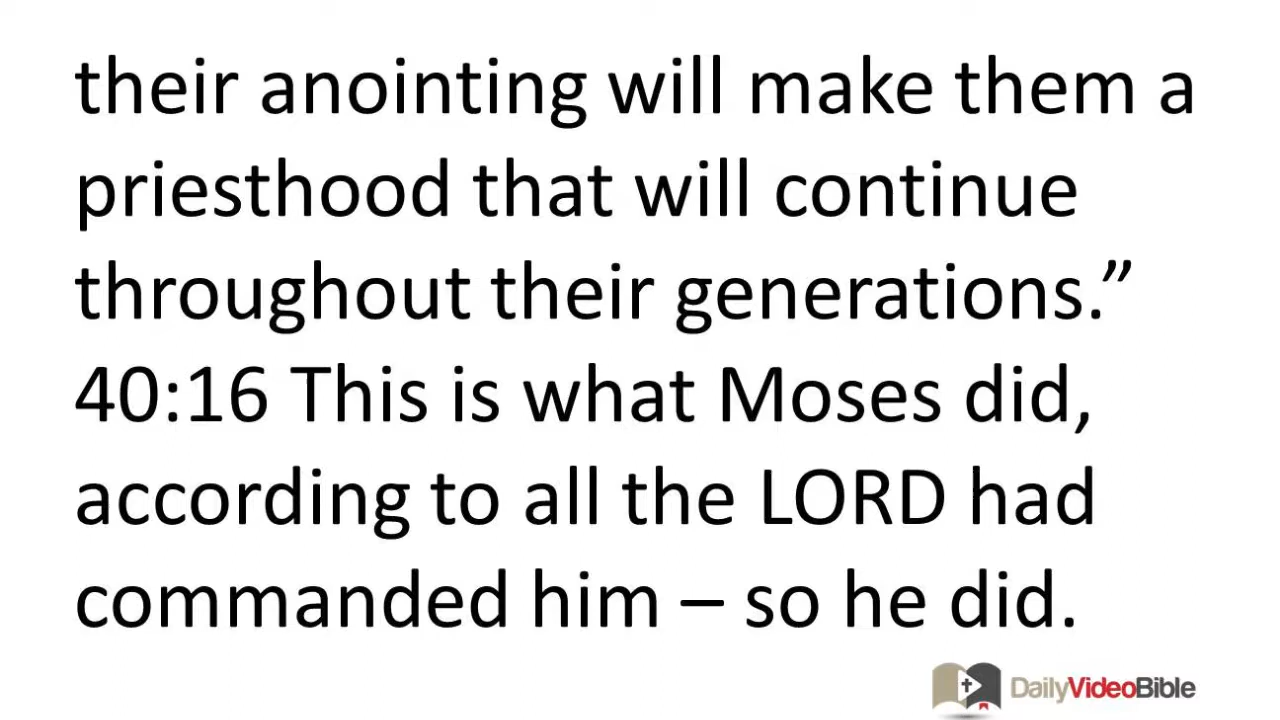 their anointing will make them a
priesthood that will continue
throughout their generations.”
40:16 This is what Moses did,
according to all the LORD had
commanded him – so he did.
DailyVideoBible